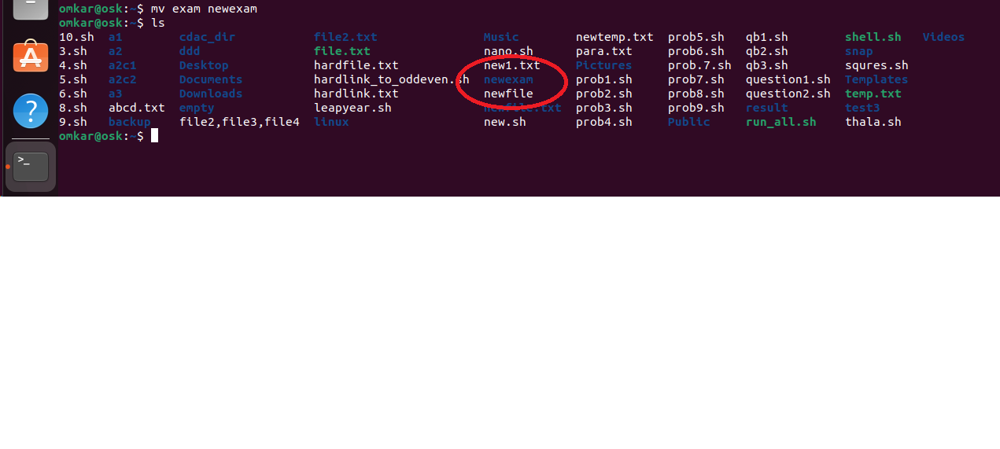 omkar@osk:~$ mv exam newexam
omkar@osk:~$ ls
10.sh a1 cdac_dir file2.txt Music newtemp.txt prob5.sh qb1.sh shell.sh Videos
3.sh a2 ddd file.txt nano.sh para.txt prob6.sh qb2.sh snap
4.sh a2c1 Desktop hardfile.txt new1.txt Pictures prob.7.sh qb3.sh squres.sh
5.sh a2c2 Documents hardlink_to_oddeven.sh newexam prob1.sh prob7.sh question1.sh Templates
6.sh a3 Downloads hardlink.txt newfile prob2.sh prob8.sh question2.sh temp.txt
8.sh abcd.txt empty leapyear.sh newfile.txt prob3.sh prob9.sh result test3
9.sh backup file2,file3,file4 linux new.sh prob4.sh Public run_all.sh thala.sh
omkar@osk:~$
>_
?